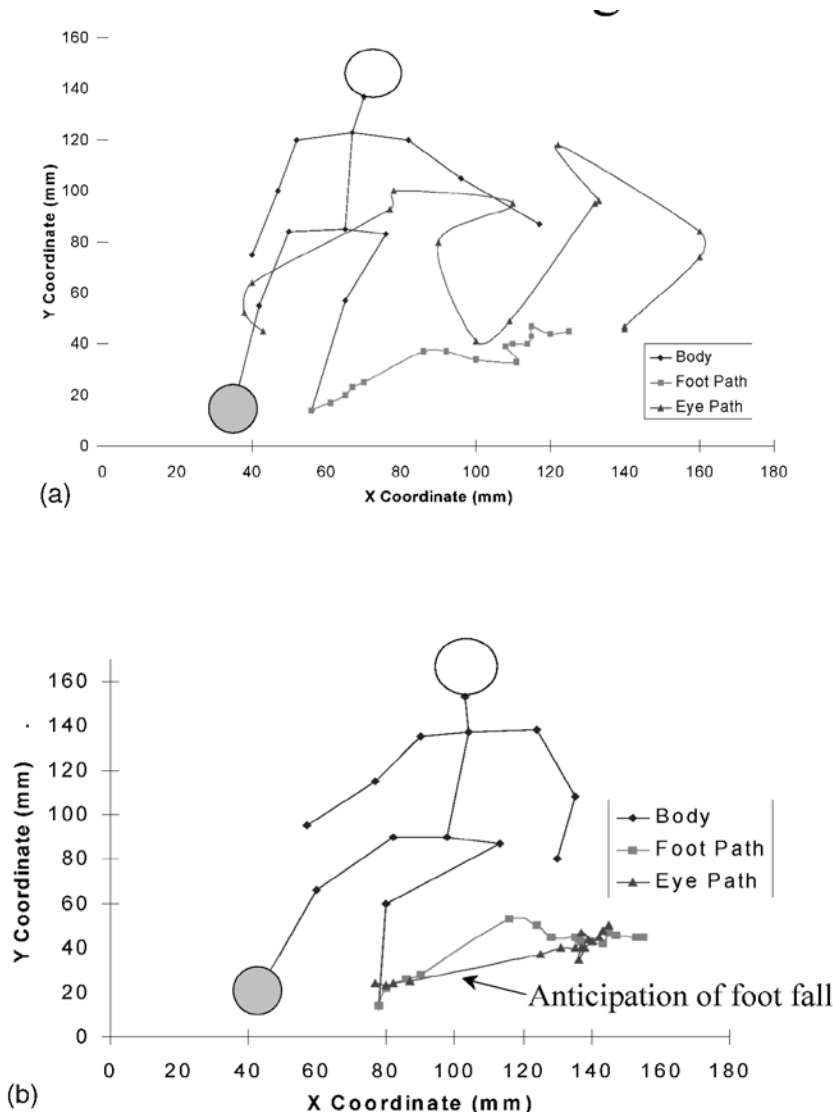 160
140
120
100
80
60
40
20
0
Y Coordinate (mm)
Body
Foot Path
Eye Path
0 20 40 60 80 100 120 140 160 180
(a)
X Coordinate (mm)
160
140
120
100
80
60
40
20
0
Y Coordinate (mm)
Body
Foot Path
Eye Path
Anticipation of foot fall
0 20 40 60 80 100 120 140 160 180
(b)
X Coordinate (mm)